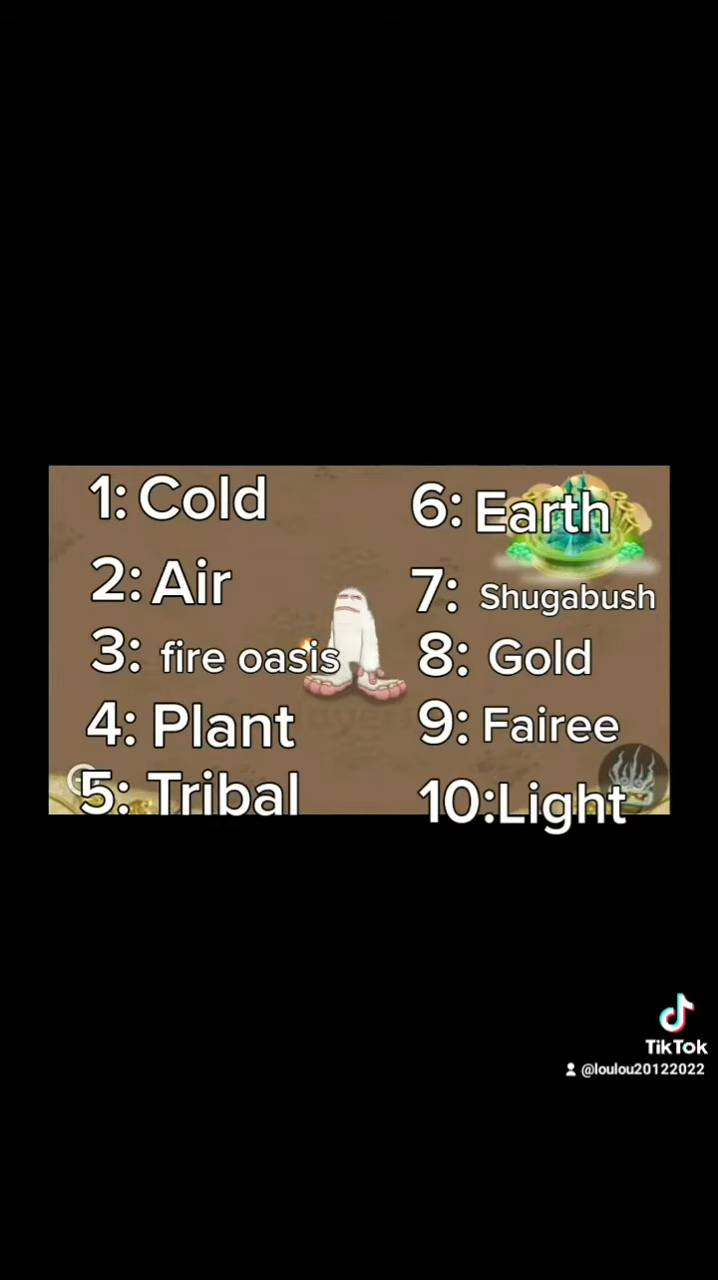 1: Cold
2: Air
3: fire oasis
4: Plant
5: Tribal
6: Earth
7: Shugabush
8: Gold
9: Fairee
10:Light
TikTok
@loulou20122022